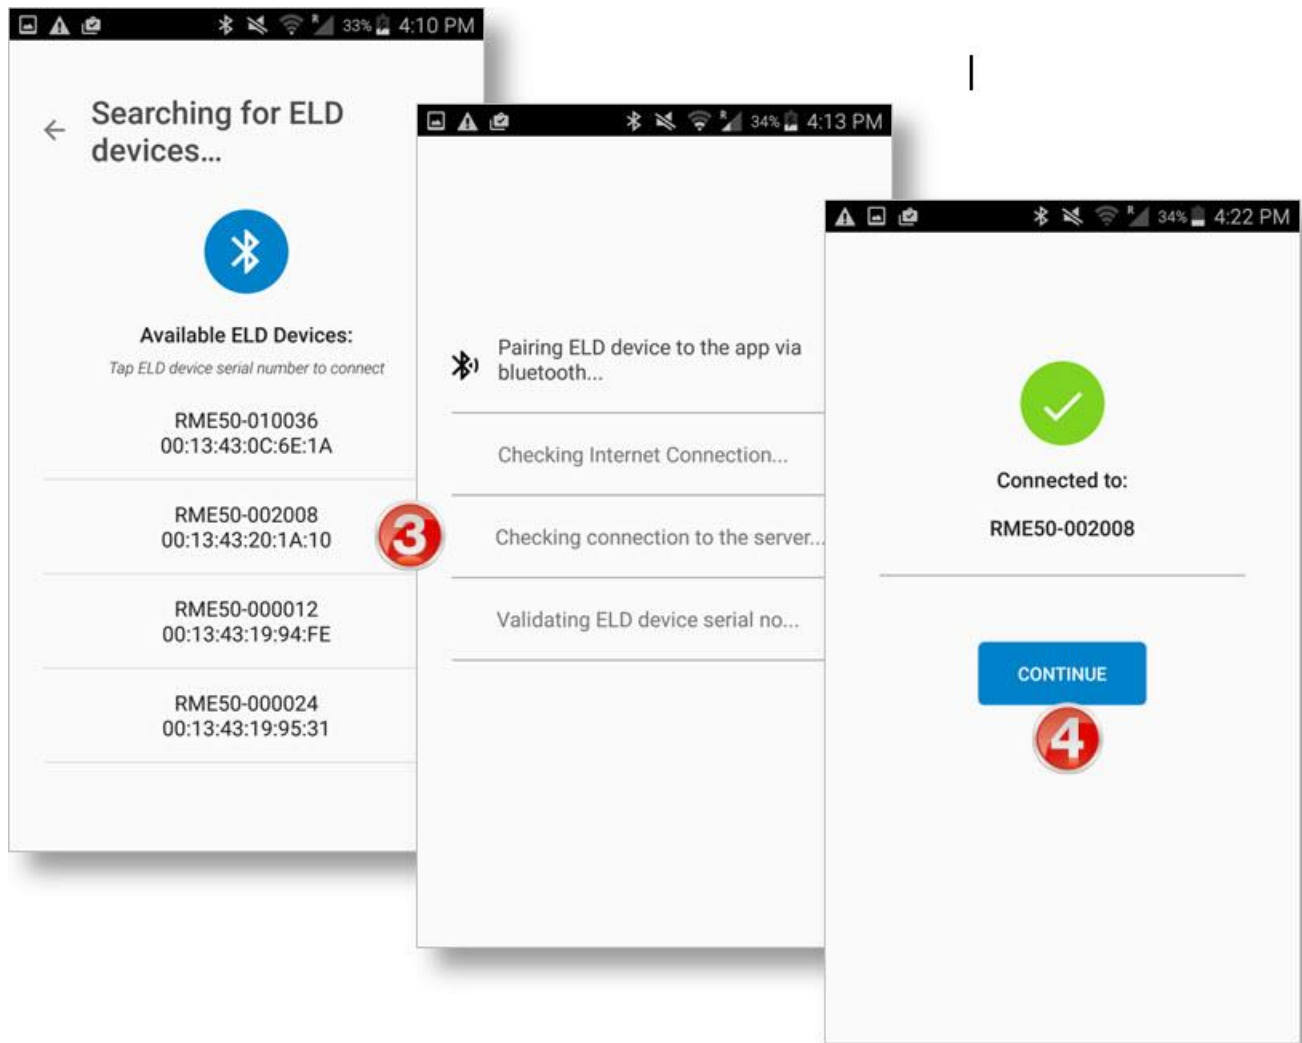 33% 4:10 PM
Searching for ELD
devices...
Available ELD Devices:
Tap ELD device serial number to connect
RME50-010036
00:13:43:0C:6E:1A
RME50-002008
00:13:43:20:1A:10
RME50-000012
00:13:43:19:94:FE
RME50-000024
00:13:43:19:95:31
3
R 34% 4:13 PM
Pairing ELD device to the app via
bluetooth...
Checking Internet Connection...
Checking connection to the server...
Validating ELD device serial no...
R 34% 4:22 PM
Connected to:
RME50-002008
CONTINUE
4